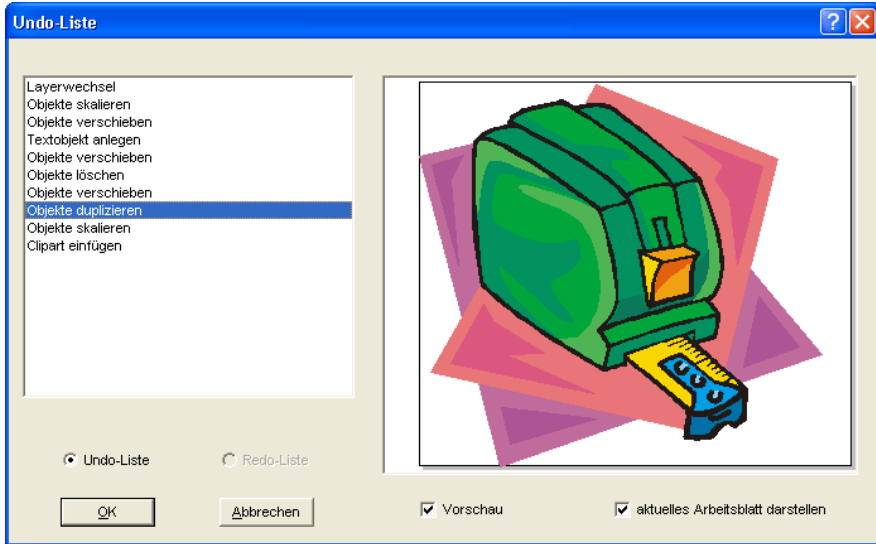 Undo-Liste
Layerwechsel
Objekte skalieren
Objekte verschieben
Textobjekt anlegen
Objekte verschieben
Objekte löschen
Objekte verschieben
Objekte duplizieren
Objekte skalieren
Clipart einfügen
Undo-Liste
Redo-Liste
OK
Abbrechen
Vorschau
aktuelles Arbeitsblatt darstellen